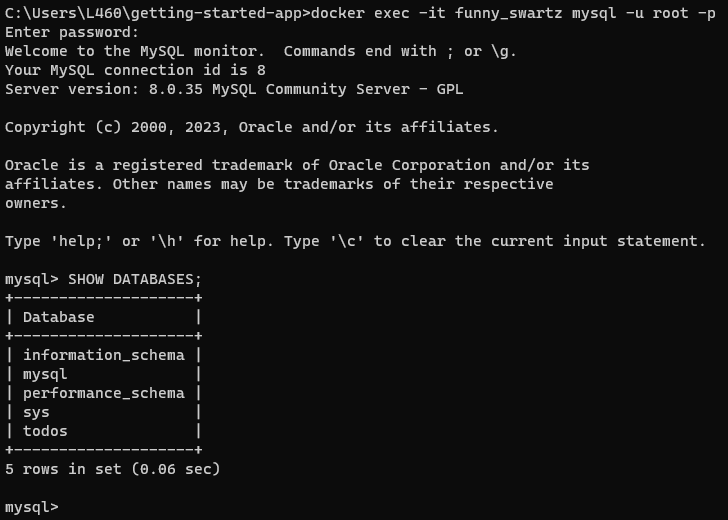 C:\Users\L460\getting-started-app>docker exec -it funny_swartz mysql -u root -p
Enter password:
Welcome to the MySQL monitor.  Commands end with ; or \g.
Your MySQL connection id is 8
Server version: 8.0.35 MySQL Community Server - GPL

Copyright (c) 2000, 2023, Oracle and/or its affiliates.

Oracle is a registered trademark of Oracle Corporation and/or its
affiliates. Other names may be trademarks of their respective
owners.

Type 'help;' or '\h' for help. Type '\c' to clear the current input statement.

mysql> SHOW DATABASES;
+--------------------+
| Database           |
+--------------------+
| information_schema |
| mysql              |
| performance_schema |
| sys                |
| todos              |
+--------------------+
5 rows in set (0.06 sec)

mysql>